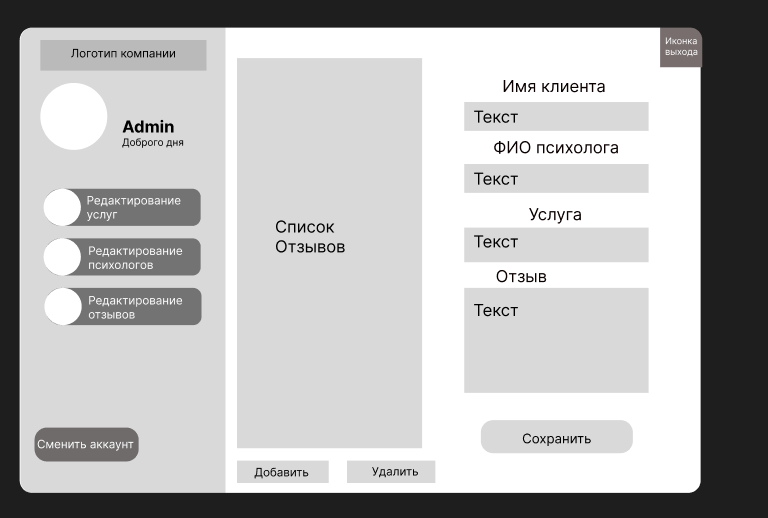 Логотип компании
Admin
Доброго дня
Редактирование
услуг
Редактирование
психологов
Редактирование
отзывов
Сменить аккаунт
Список
Отзывов
Добавить
Удалить
Иконка
выхода
Имя клиента
Текст
ФИО психолога
Текст
Услуга
Текст
Отзыв
Текст
Сохранить